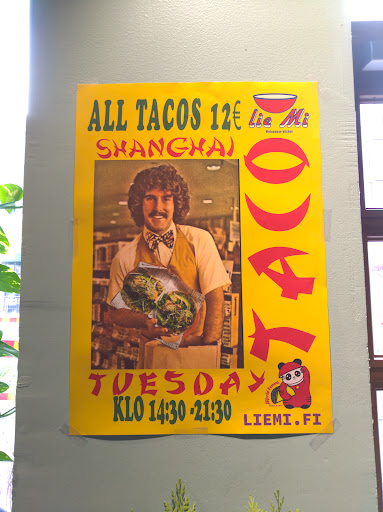 ALL TACOS 12€
Lie Mi
SHANGHAI
TACO
TUESDAY
KLO 14:30 -21:30
LIEMI.FI